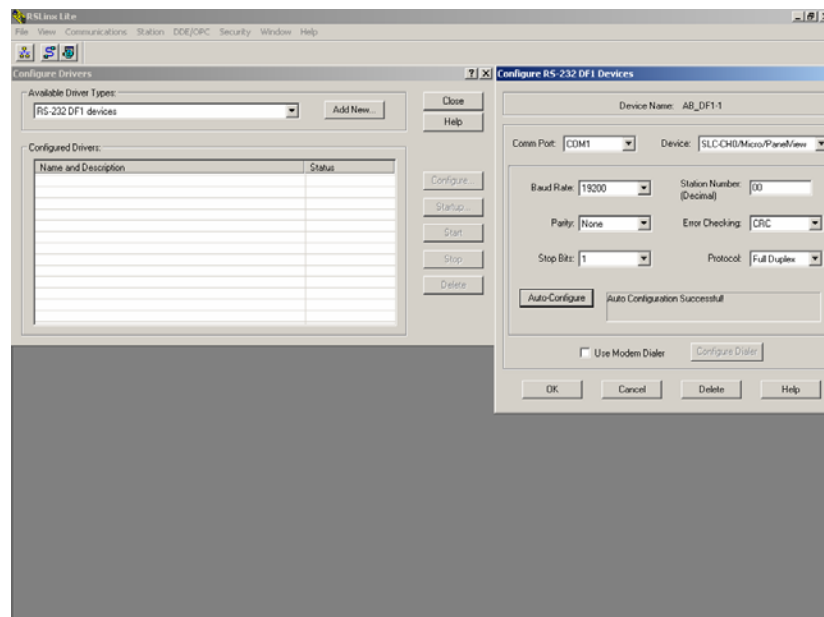 RSLinx Lite
File View Communications Station DDE/OPC Security Window Help
Configure Drivers
Available Driver Types:
RS-232 DF1 devices
Add New...
Close
Help
Configured Drivers:
Name and Description Status
Configure...
Startup...
Start
Stop
Delete
Configure RS-232 DF1 Devices
Device Name: AB_DF1-1
Comm Port: COM1 Device: SLC-CH0/Micro/PanelView
Baud Rate: 19200 Station Number: 00
(Decimal)
Parity: None Error Checking: CRC
Stop Bits: 1 Protocol: Full Duplex
Auto-Configure Auto Configuration Successful!
Use Modem Dialer Configure Dialer
OK Cancel Delete Help